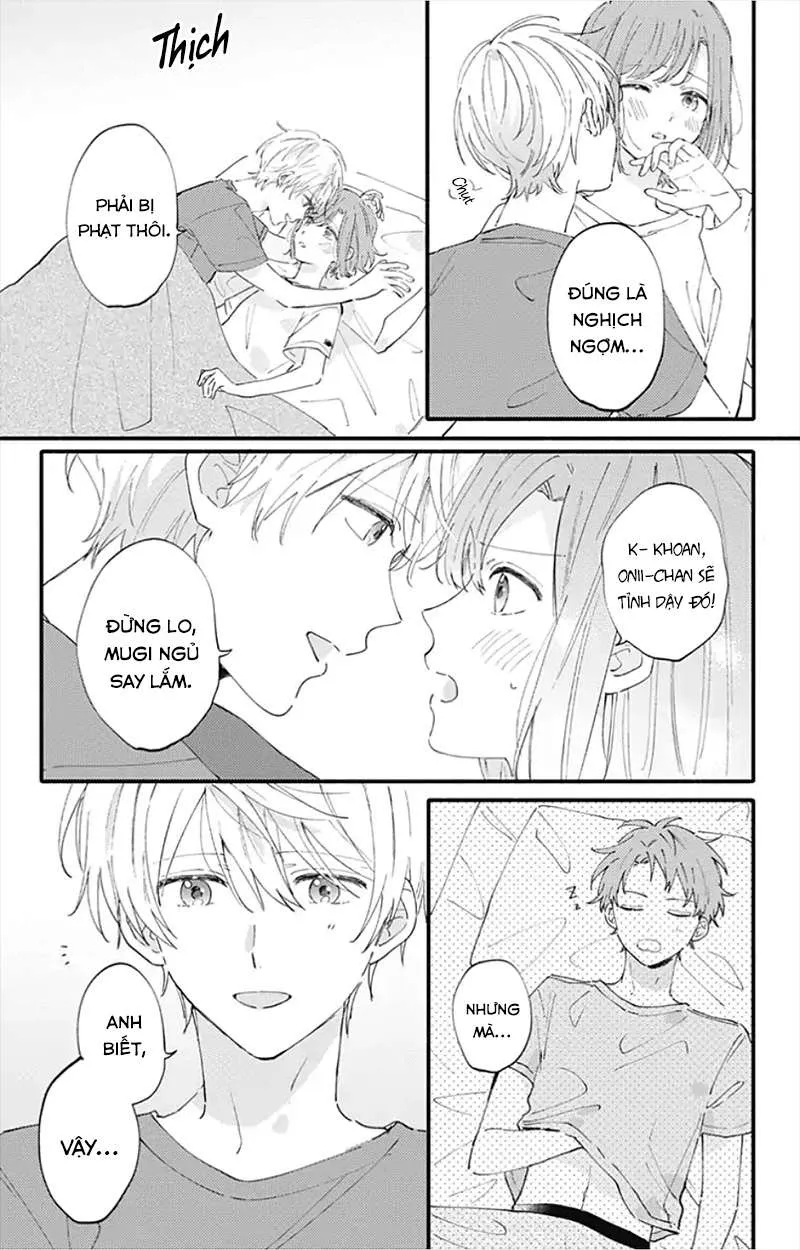 Chụt
ĐÚNG LÀ
NGHỊCH
NGỢM...
Thịch
PHẢI BỊ
PHẠT THÔI.
K- KHOAN,
ONII-CHAN SẼ
TỈNH DẬY ĐÓ!
ĐỪNG LO,
MUGI NGỦ
SAY LẮM.
z z
NHƯNG
MÀ...
ANH
BIẾT,
VẬY...